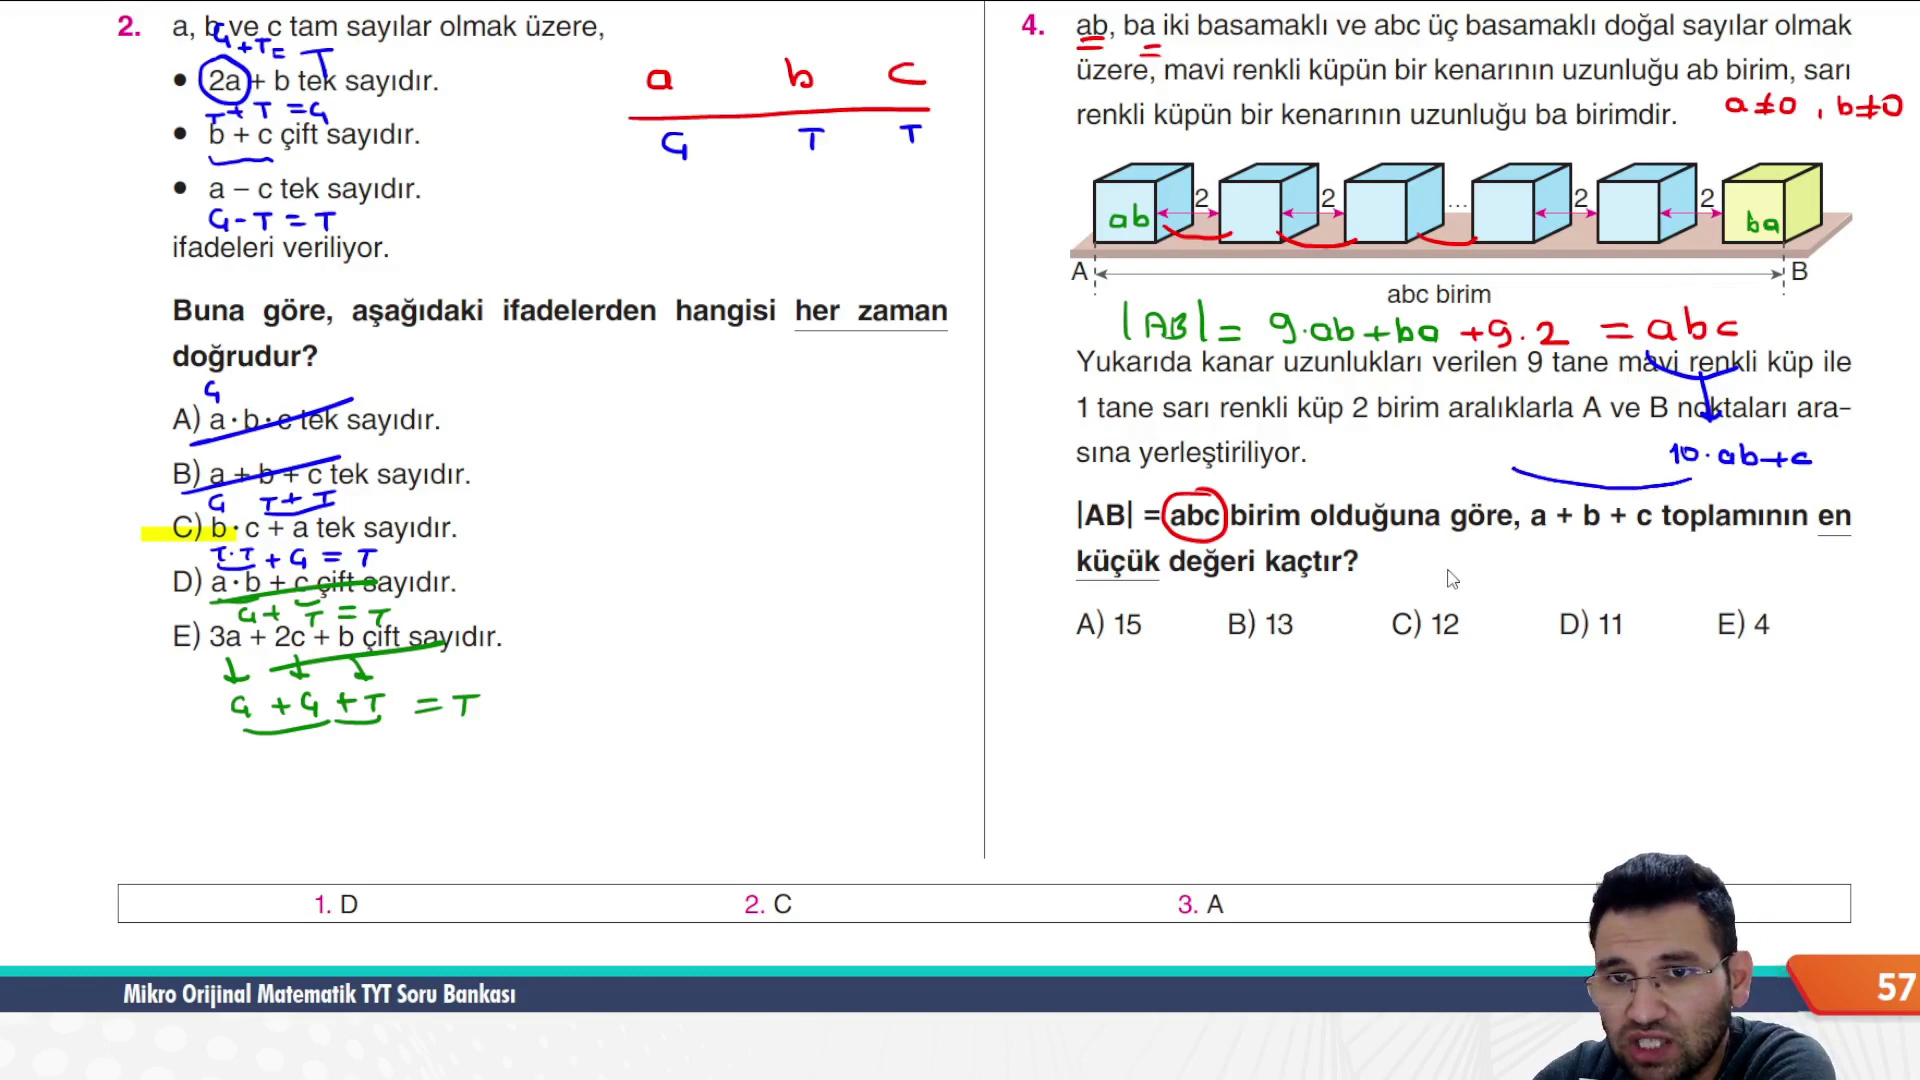 2. a, b ve c tam sayılar olmak üzere,
Ç + T = T
• 2a + b tek sayıdır.
T + T = Ç
• b + c çift sayıdır.
• a – c tek sayıdır.
Ç - T = T
ifadeleri veriliyor.
a b c
Ç T T
Buna göre, aşağıdaki ifadelerden hangisi her zaman
doğrudur?
Ç
A) a · b · c tek sayıdır.
B) a + b + c tek sayıdır.
Ç T + T
C) b · c + a tek sayıdır.
T · T + Ç = T
D) a · b + c çift sayıdır.
Ç + T = T
E) 3a + 2c + b çift sayıdır.
Ç + Ç + T = T
4. ab, ba iki basamaklı ve abc üç basamaklı doğal sayılar olmak
üzere, mavi renkli küpün bir kenarının uzunluğu ab birim, sarı
renkli küpün bir kenarının uzunluğu ba birimdir.
a ≠ 0 , b ≠ 0
ab 2 2 ... 2 2 ba
A B
abc birim
|AB| = 9·ab + ba + 9·2 = abc
Yukarıda kanar uzunlukları verilen 9 tane mavi renkli küp ile
1 tane sarı renkli küp 2 birim aralıklarla A ve B noktaları ara-
sına yerleştiriliyor.
10·ab + c
|AB| = abc birim olduğuna göre, a + b + c toplamının en
küçük değeri kaçtır?
A) 15 B) 13 C) 12 D) 11 E) 4
1. D 2. C 3. A
Mikro Orijinal Matematik TYT Soru Bankası
57